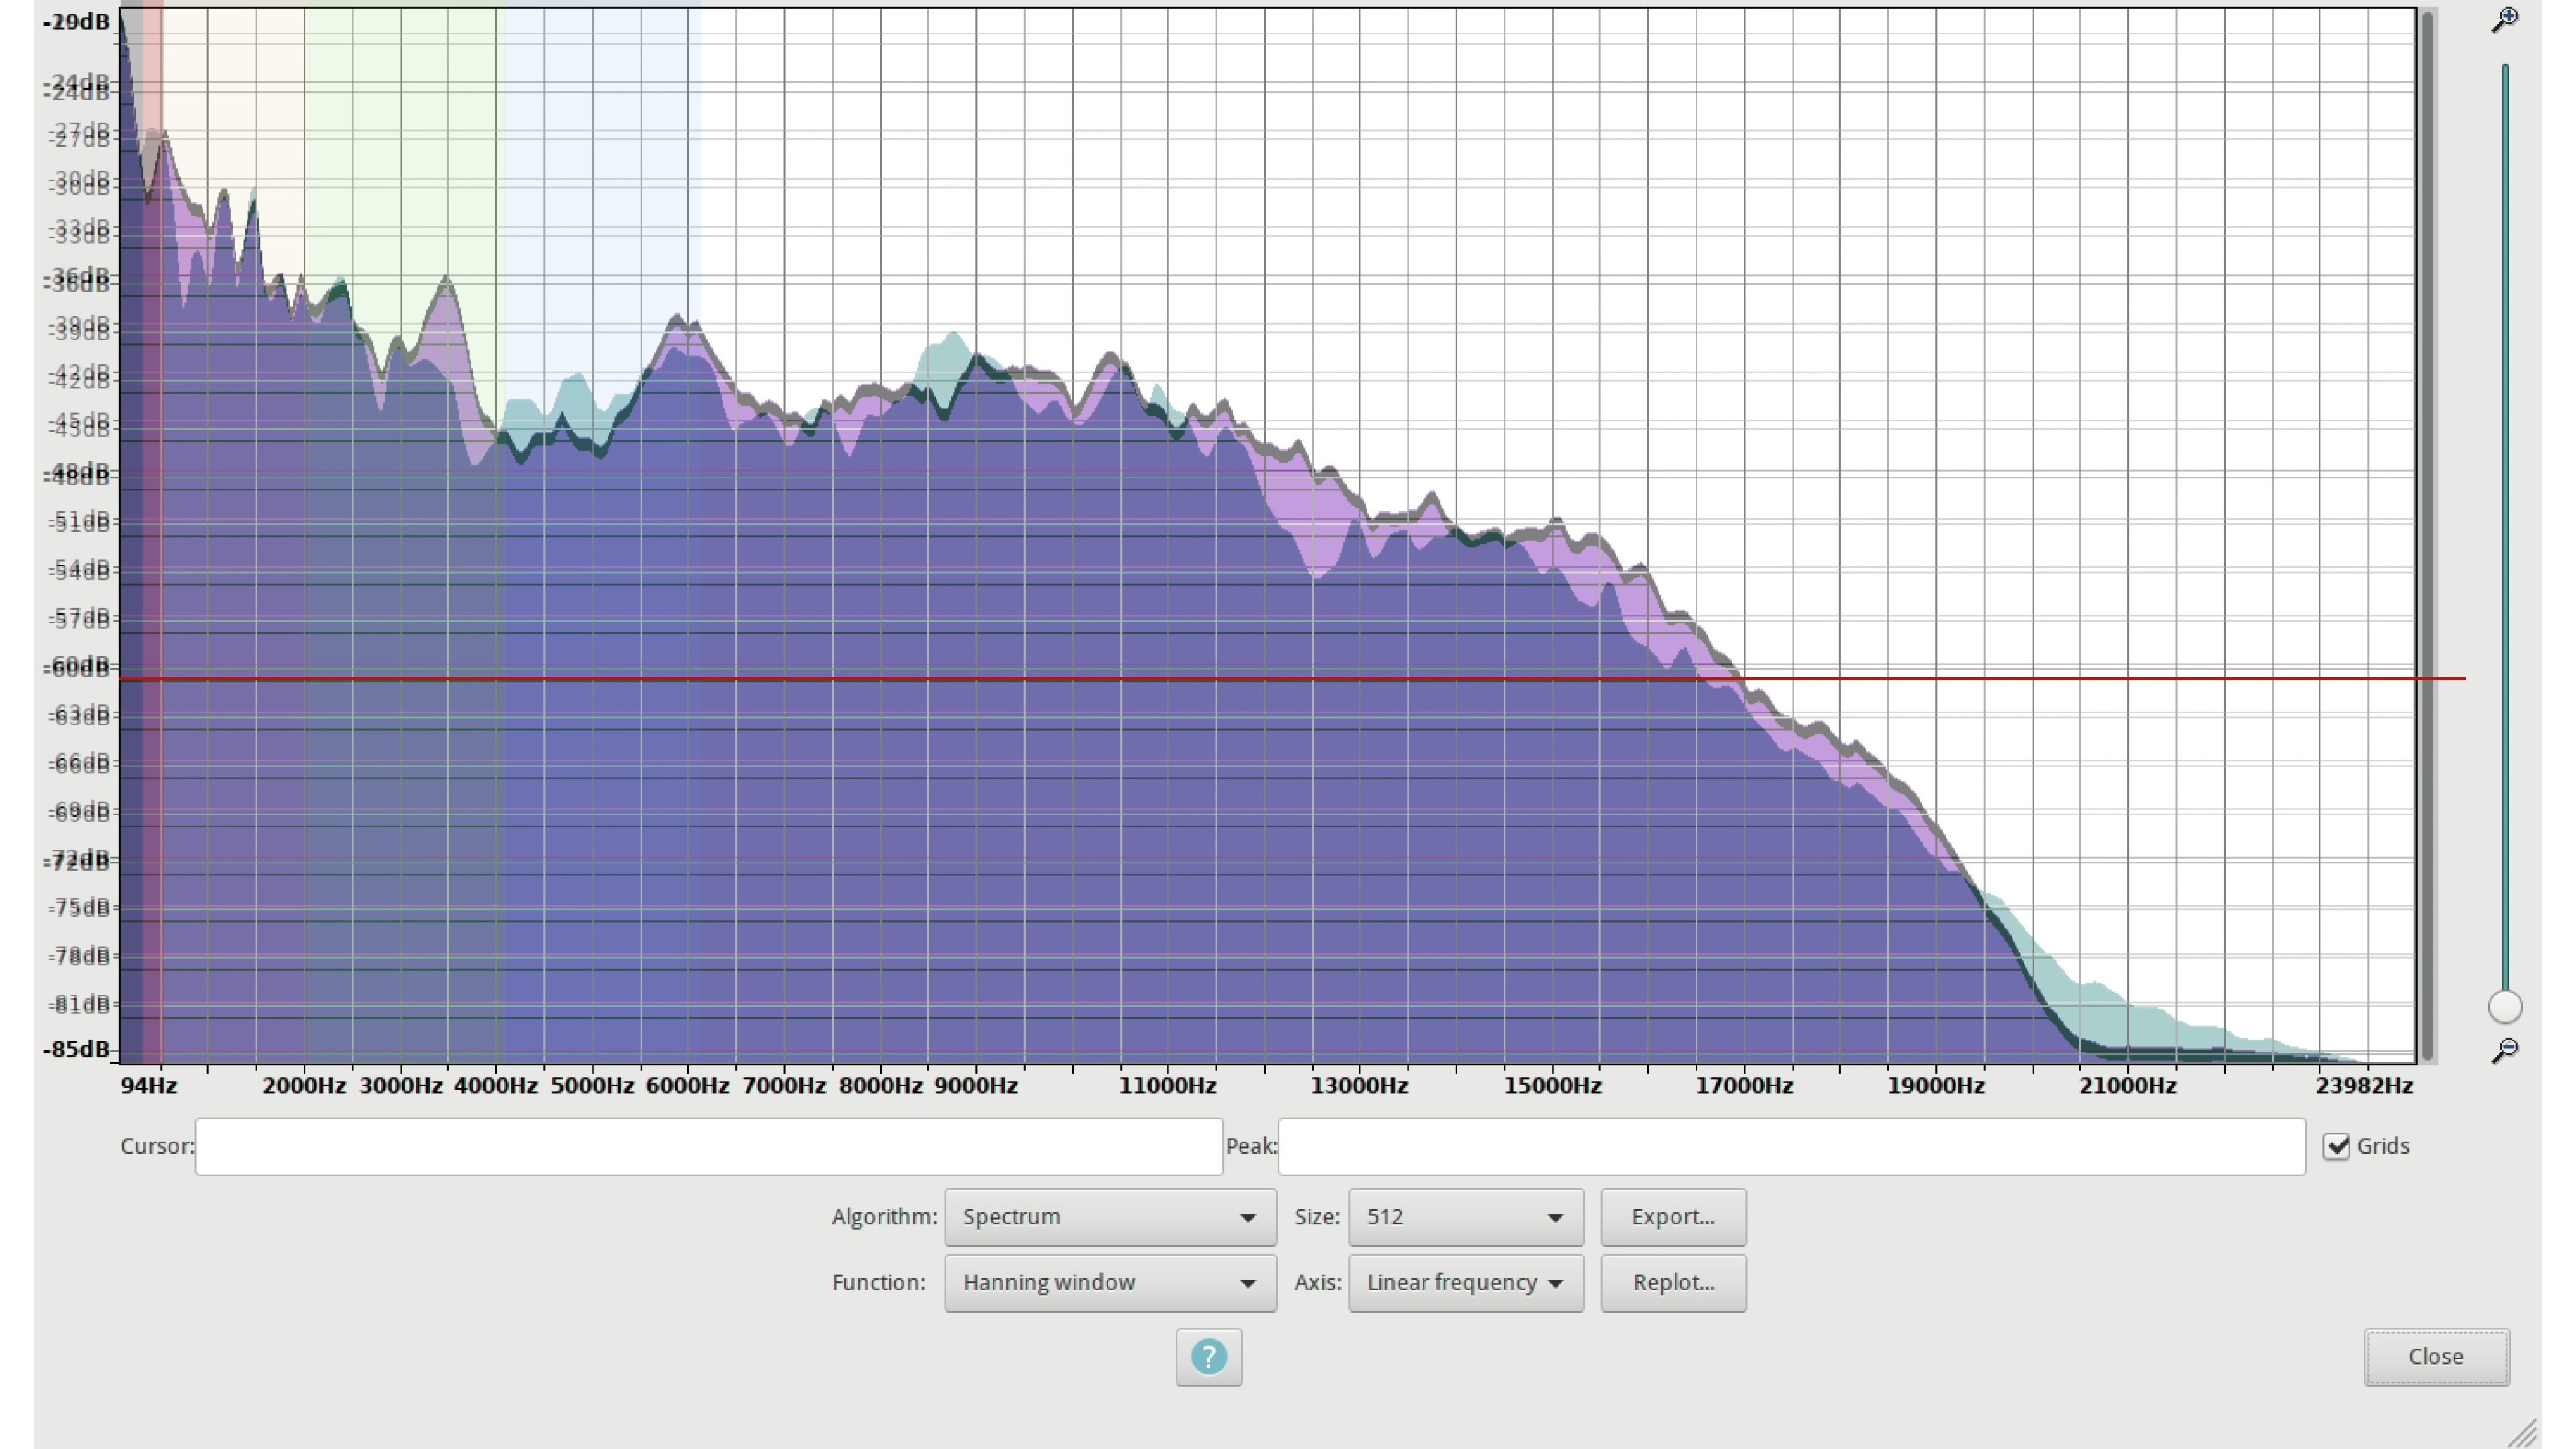 -29dB
-24dB
-27dB
-30dB
-33dB
-36dB
-39dB
-42dB
-45dB
-48dB
-51dB
-54dB
-57dB
-60dB
-63dB
-66dB
-69dB
-72dB
-75dB
-78dB
-81dB
-85dB
94Hz 2000Hz 3000Hz 4000Hz 5000Hz 6000Hz 7000Hz 8000Hz 9000Hz 11000Hz 13000Hz 15000Hz 17000Hz 19000Hz 21000Hz 23982Hz
Cursor: Peak: Grids
Algorithm: Spectrum Size: 512 Export...
Function: Hanning window Axis: Linear frequency Replot...
?
Close